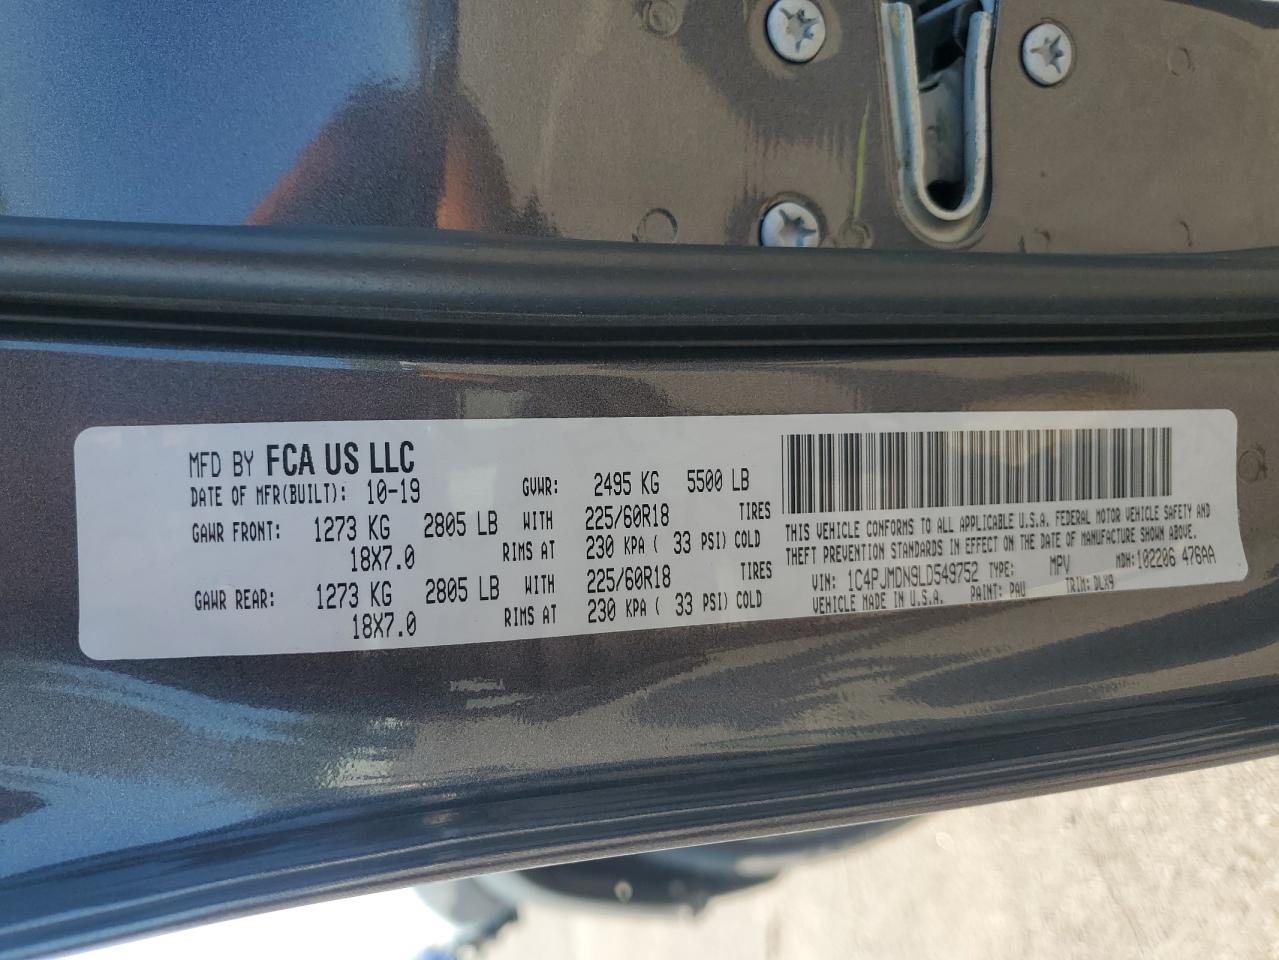 MFD BY FCA US LLC
DATE OF MFR(BUILT): 10-19 GVWR: 2495 KG 5500 LB
GAWR FRONT: 1273 KG 2805 LB WITH 225/60R18 TIRES
18X7.0 RIMS AT 230 KPA ( 33 PSI) COLD
GAWR REAR: 1273 KG 2805 LB WITH 225/60R18 TIRES
18X7.0 RIMS AT 230 KPA ( 33 PSI) COLD
THIS VEHICLE CONFORMS TO ALL APPLICABLE U.S.A. FEDERAL MOTOR VEHICLE SAFETY AND
THEFT PREVENTION STANDARDS IN EFFECT ON THE DATE OF MANUFACTURE SHOWN ABOVE.
VIN: 1C4PJMDN9LD549752 TYPE: MPV MDH: 102206 476AA
VEHICLE MADE IN U.S.A. PAINT: PAU TRIM: DLX9